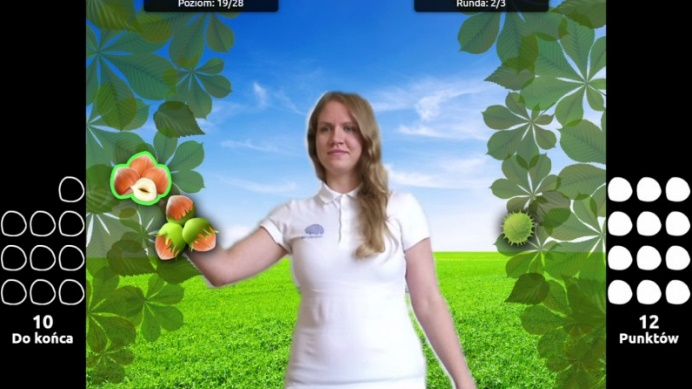 Poziom: 19/28
Runda: 2/3
10
Do końca
12
Punktów